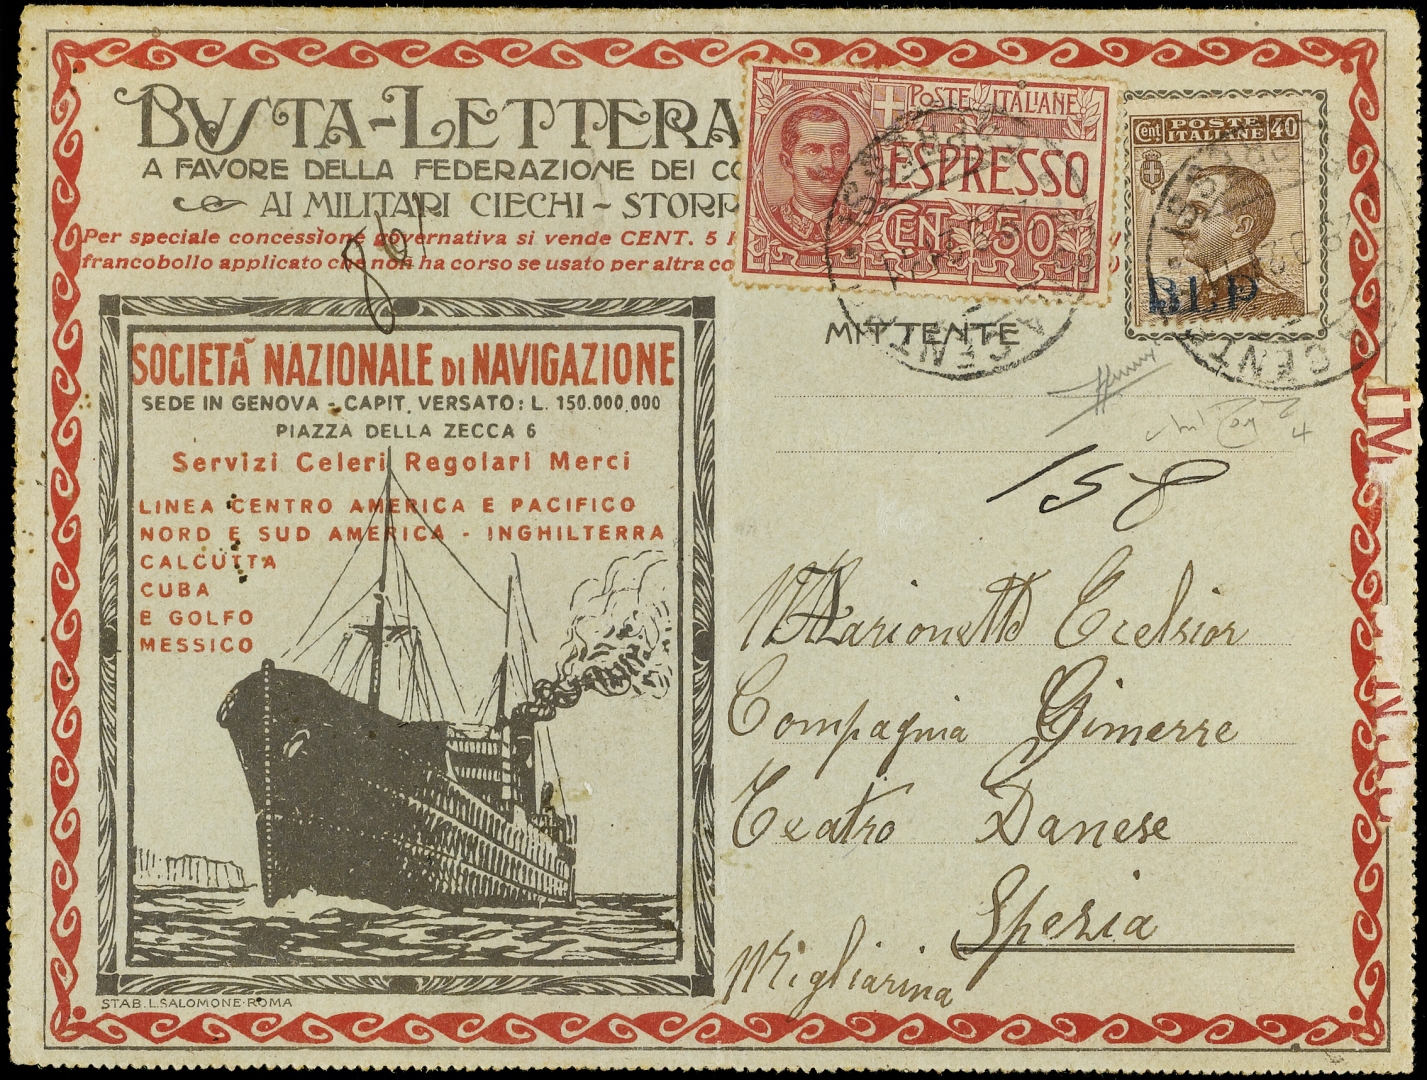 BUSTA-LETTERA
A FAVORE DELLA FEDERAZIONE DEI CO
AI MILITARI CIECHI - STORP
Per speciale concessione governativa si vende CENT. 5
francobollo applicato che non ha corso se usato per altra co
POSTE ITALIANE
ESPRESSO
CENT. 50
Cent POSTE ITALIANE 40
B.L.P
MITTENTE
SOCIETÀ NAZIONALE DI NAVIGAZIONE
SEDE IN GENOVA - CAPIT. VERSATO: L. 150.000.000
PIAZZA DELLA ZECCA 6
Servizi Celeri Regolari Merci
LINEA CENTRO AMERICA E PACIFICO
NORD E SUD AMERICA - INGHILTERRA
CALCUTTA
CUBA
E GOLFO
MESSICO
STAB. L. SALOMONE-ROMA
158
Marionette Ecelsior
Compagnia Gimerre
Teatro Danese
Spezia
Migliarina